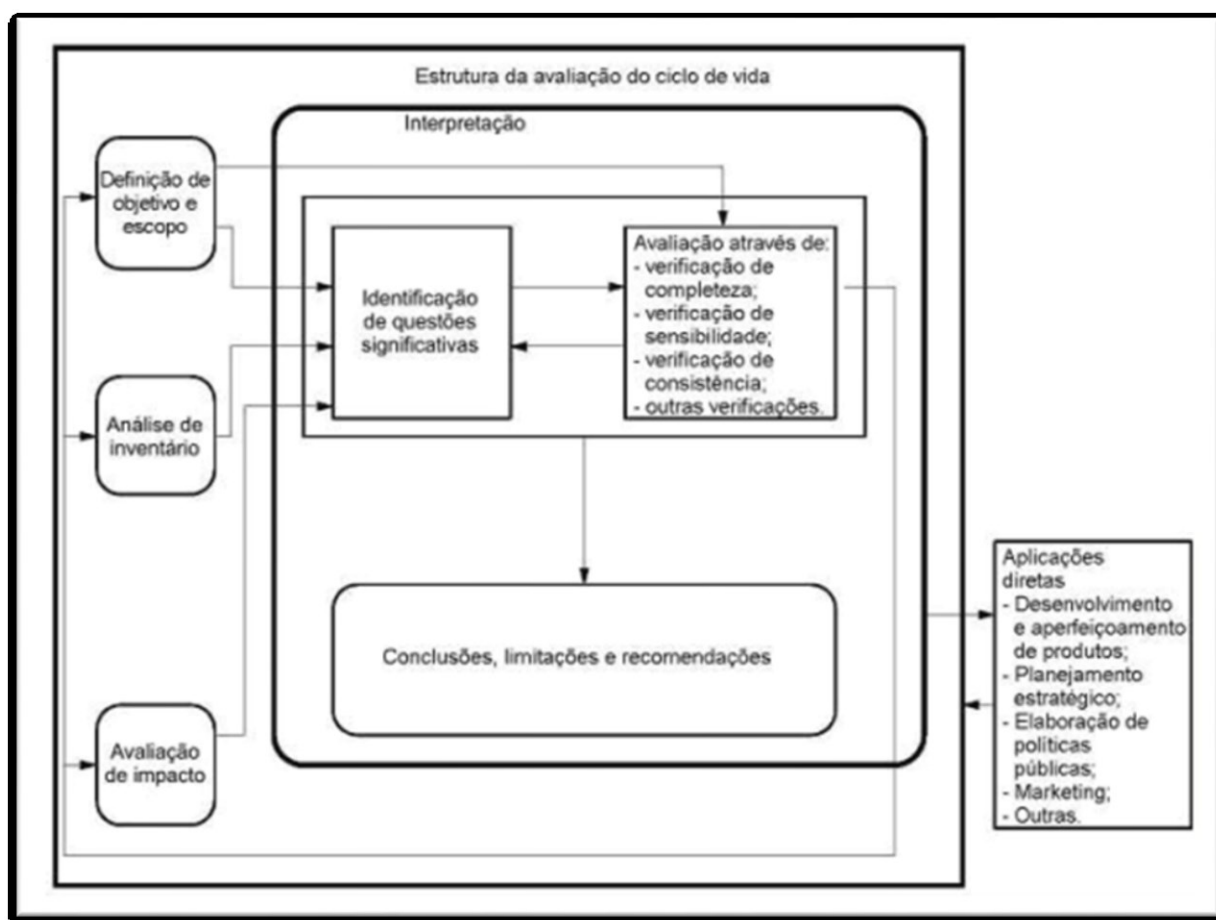 Estrutura da avaliação do ciclo de vida
Interpretação
Definição de
objetivo e
escopo
Identificação
de questões
significativas
Avaliação através de:
- verificação de
completeza;
- verificação de
sensibilidade;
- verificação de
consistência;
- outras verificações.
Análise de
inventário
Conclusões, limitações e recomendações
Avaliação
de impacto
Aplicações
diretas
- Desenvolvimento
e aperfeiçoamento
de produtos;
- Planejamento
estratégico;
- Elaboração de
políticas
públicas;
- Marketing;
- Outras.